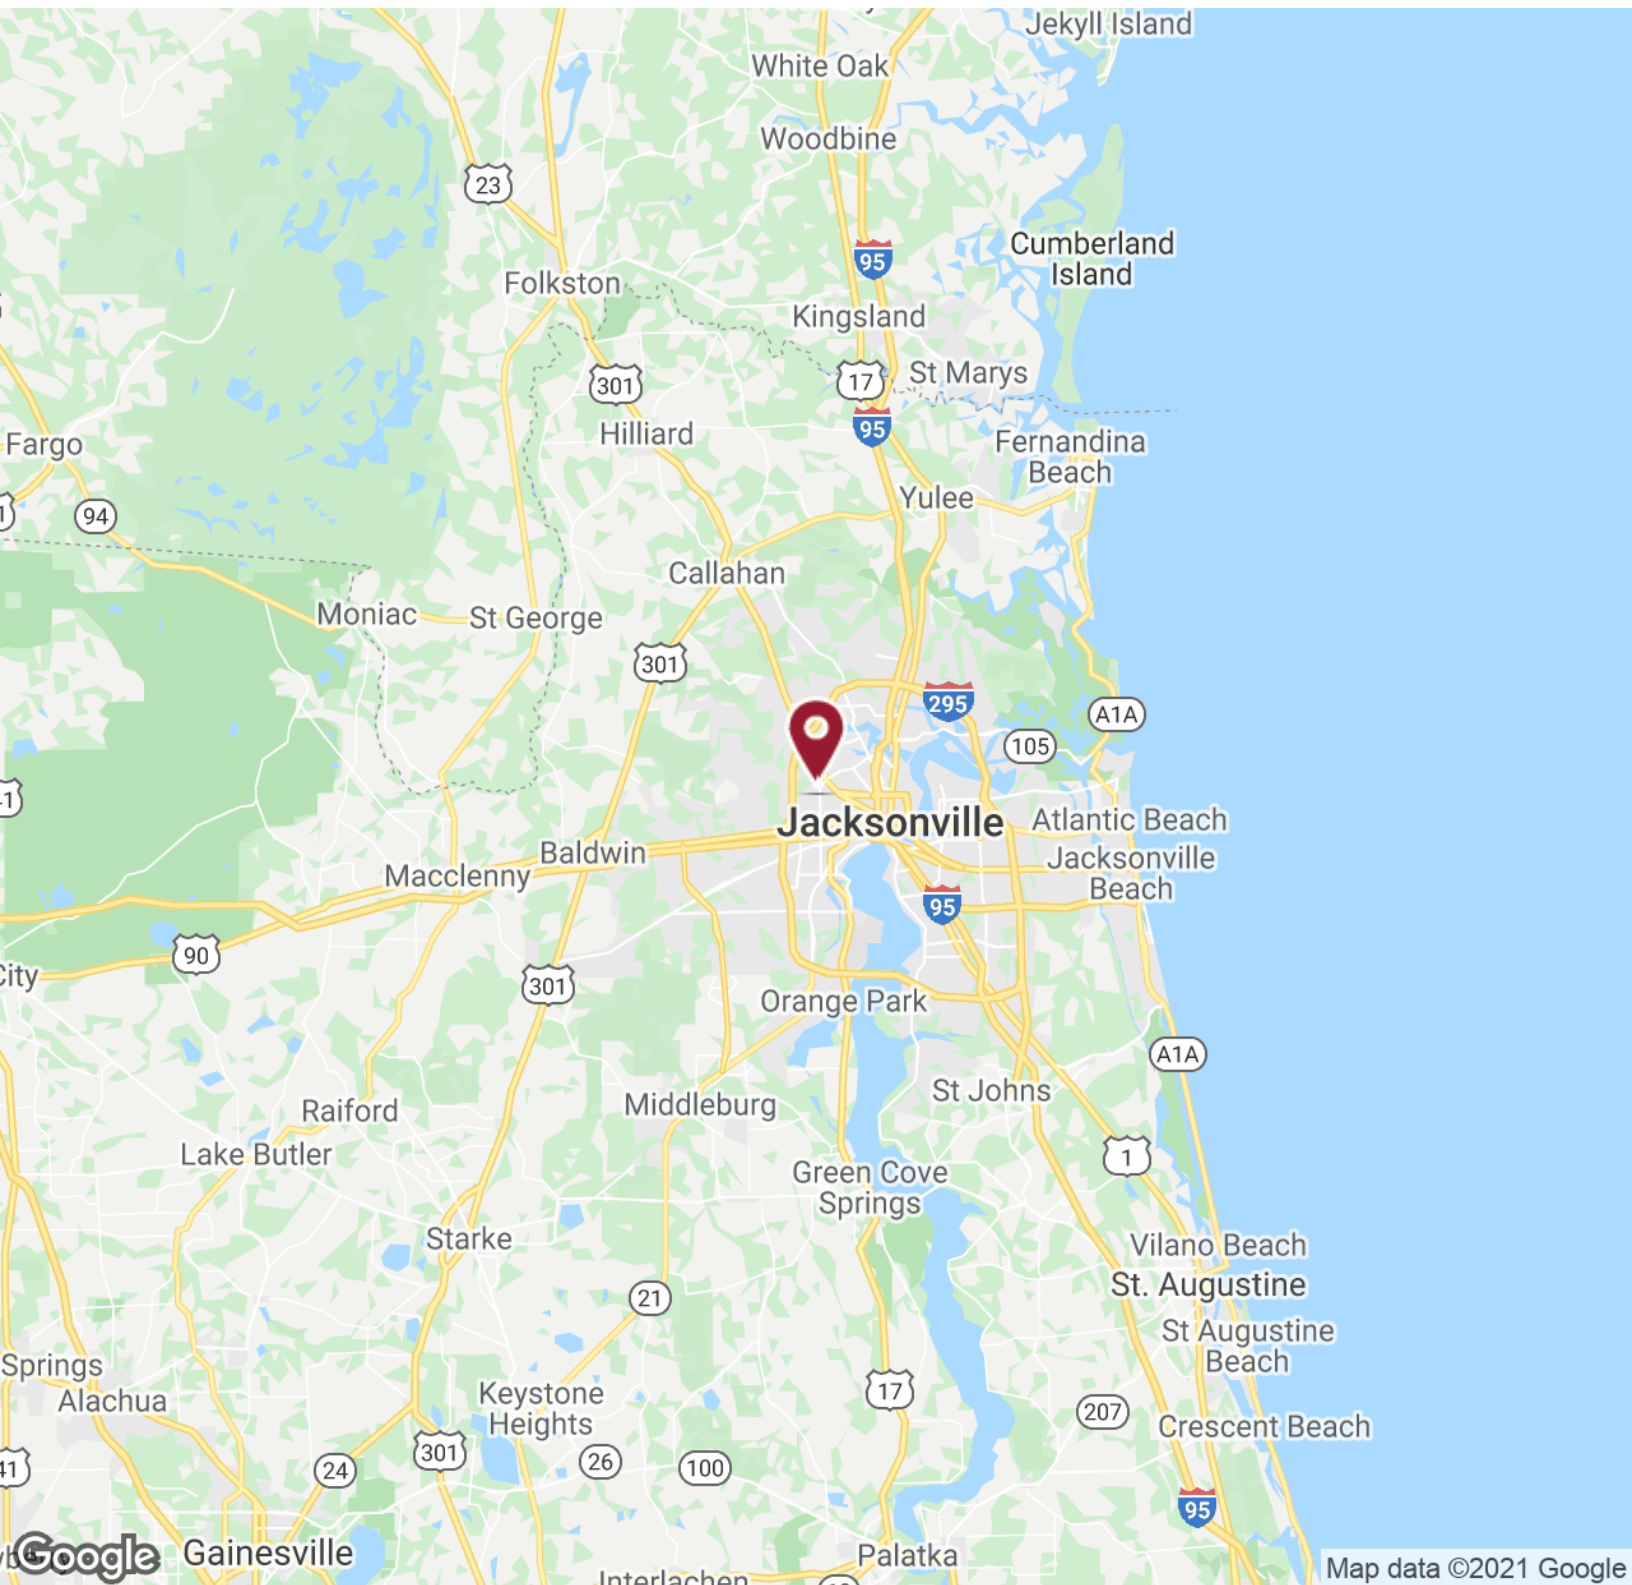 Jekyll Island
White Oak
Woodbine
23
95
Cumberland
Island
Folkston
Kingsland
301
17
St Marys
95
Hilliard
Fernandina
Beach
Fargo
Yulee
94
Callahan
Moniac
St George
301
295
A1A
105
Jacksonville
Atlantic Beach
Jacksonville
Beach
Baldwin
Macclenny
95
90
City
301
Orange Park
A1A
St Johns
Middleburg
Raiford
Lake Butler
1
Green Cove
Springs
Starke
Vilano Beach
St. Augustine
21
St Augustine
Beach
Springs
Alachua
Keystone
Heights
17
207
Crescent Beach
301
26
100
24
41
95
Google
Gainesville
Palatka
Interlachen
Map data ©2021 Google